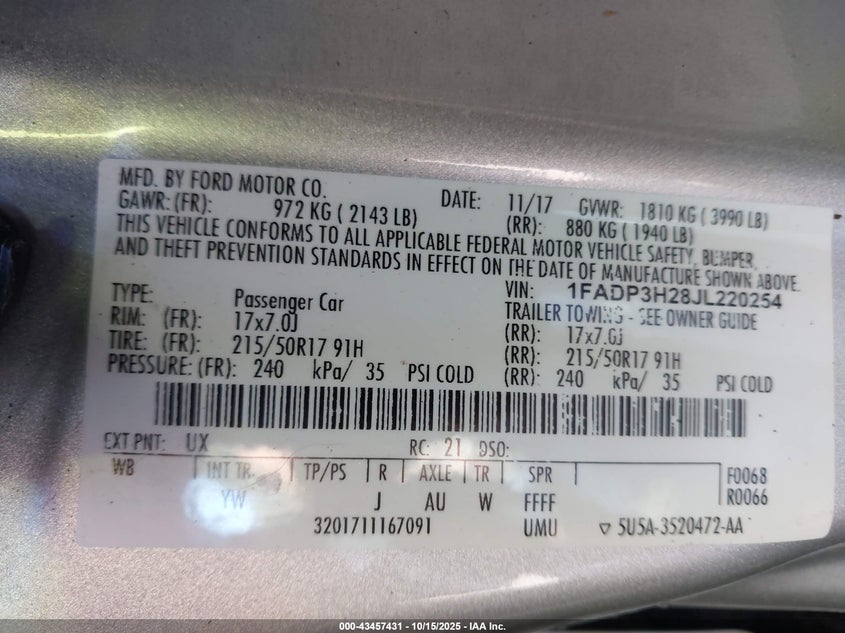 MFD. BY FORD MOTOR CO. DATE: 11/17 GVWR: 1810 KG ( 3990 LB)
GAWR: (FR): 972 KG ( 2143 LB) (RR): 880 KG ( 1940 LB)
THIS VEHICLE CONFORMS TO ALL APPLICABLE FEDERAL MOTOR VEHICLE SAFETY, BUMPER,
AND THEFT PREVENTION STANDARDS IN EFFECT ON THE DATE OF MANUFACTURE SHOWN ABOVE.
VIN: 1FADP3H28JL220254
TYPE: Passenger Car TRAILER TOWING - SEE OWNER GUIDE
RIM: (FR): 17x7.0J (RR): 17x7.0J
TIRE: (FR): 215/50R17 91H (RR): 215/50R17 91H
PRESSURE: (FR): 240 kPa/ 35 PSI COLD (RR): 240 kPa/ 35 PSI COLD
EXT PNT: UX RC: 21 DSO:
WB INT TR. TP/PS R AXLE TR SPR F0068
YW J AU W FFFF R0066
3201711167091 UMU ▽ 5U5A-3520472-AA
000-43457431 | 10/15/2025 - IAA Inc.